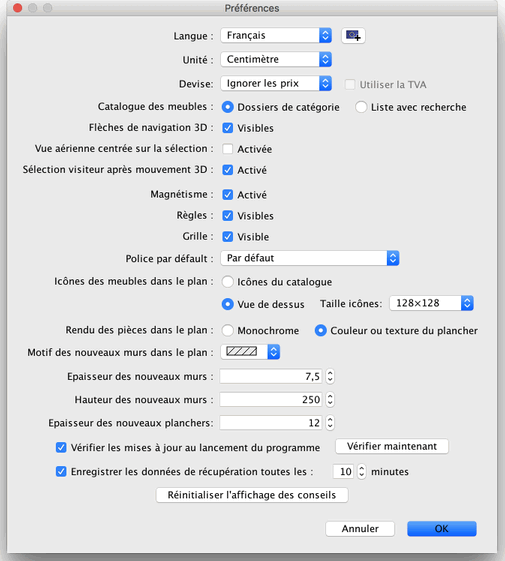 Préférences
Langue : Français
Unité : Centimètre
Devise: Ignorer les prix Utiliser la TVA
Catalogue des meubles : Dossiers de catégorie Liste avec recherche
Flèches de navigation 3D : Visibles
Vue aérienne centrée sur la sélection : Activée
Sélection visiteur après mouvement 3D : Activé
Magnétisme : Activé
Règles : Visibles
Grille : Visible
Police par défault : Par défaut
Icônes des meubles dans le plan : Icônes du catalogue
Vue de dessus Taille icônes: 128×128
Rendu des pièces dans le plan : Monochrome Couleur ou texture du plancher
Motif des nouveaux murs dans le plan :
Epaisseur des nouveaux murs : 7,5
Hauteur des nouveaux murs : 250
Epaisseur des nouveaux planchers: 12
Vérifier les mises à jour au lancement du programme Vérifier maintenant
Enregistrer les données de récupération toutes les : 10 minutes
Réinitialiser l'affichage des conseils
Annuler OK